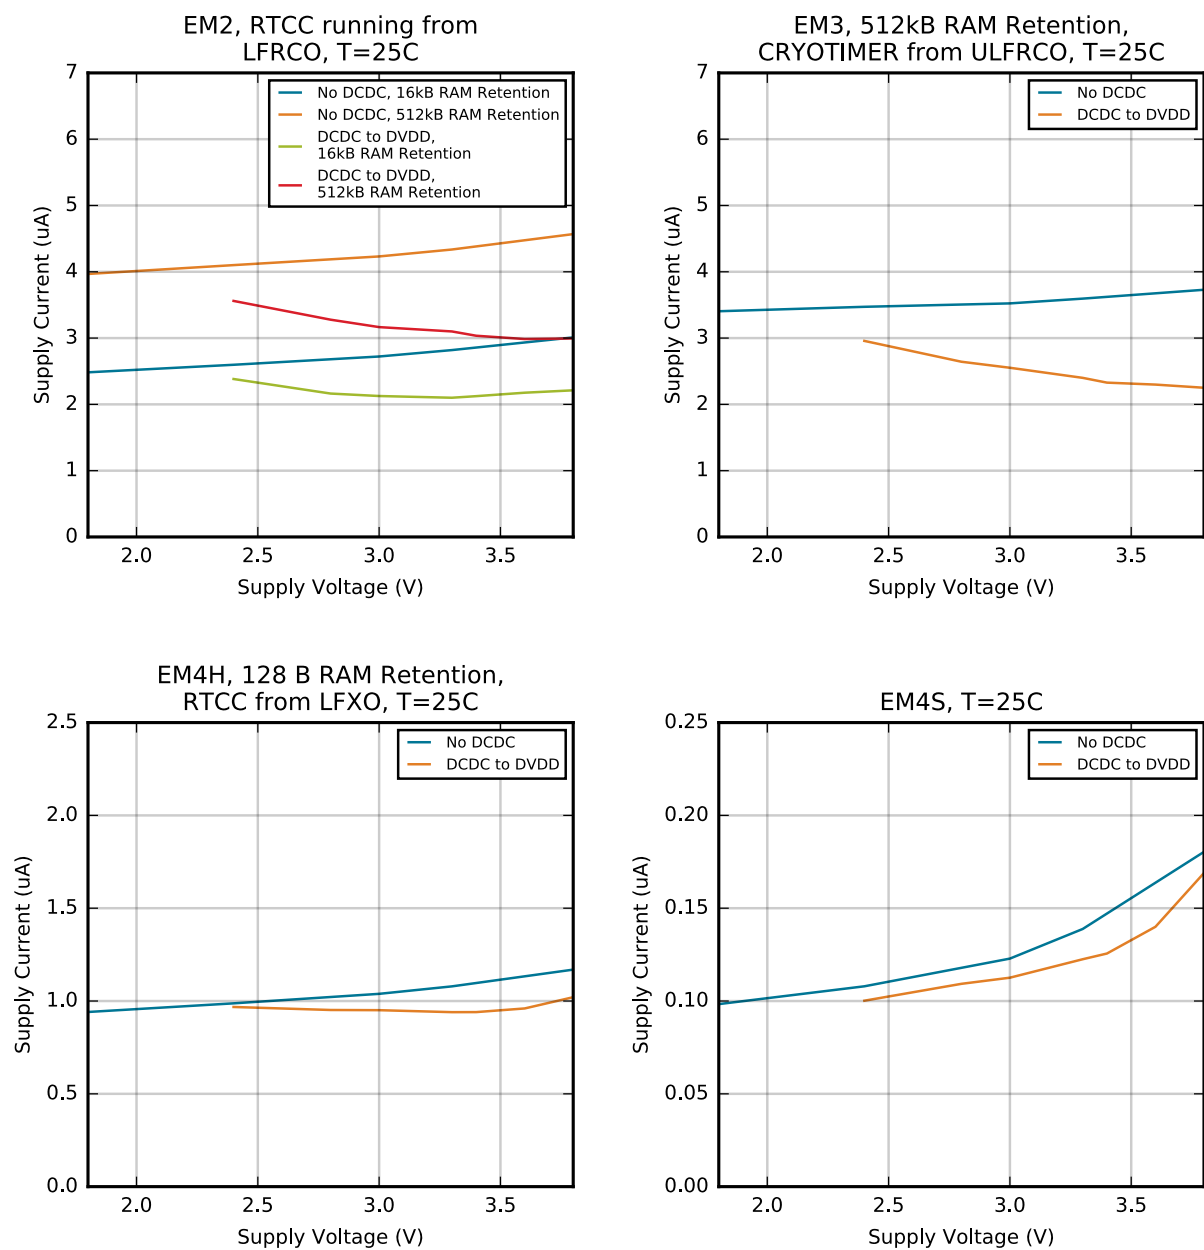 EM2, RTCC running from
LFRCO, T=25C
7
6
5
4
3
2
1
0
Supply Current (uA)
No DCDC, 16kB RAM Retention
No DCDC, 512kB RAM Retention
DCDC to DVDD,
16kB RAM Retention
DCDC to DVDD,
512kB RAM Retention
2.0
2.5
3.0
3.5
Supply Voltage (V)
EM3, 512kB RAM Retention,
CRYOTIMER from ULFRCO, T=25C
7
6
5
4
3
2
1
0
Supply Current (uA)
No DCDC
DCDC to DVDD
2.0
2.5
3.0
3.5
Supply Voltage (V)
EM4H, 128 B RAM Retention,
RTCC from LFXO, T=25C
2.5
2.0
1.5
1.0
0.5
0.0
Supply Current (uA)
No DCDC
DCDC to DVDD
2.0
2.5
3.0
3.5
Supply Voltage (V)
EM4S, T=25C
0.25
0.20
0.15
0.10
0.05
0.00
Supply Current (uA)
No DCDC
DCDC to DVDD
2.0
2.5
3.0
3.5
Supply Voltage (V)